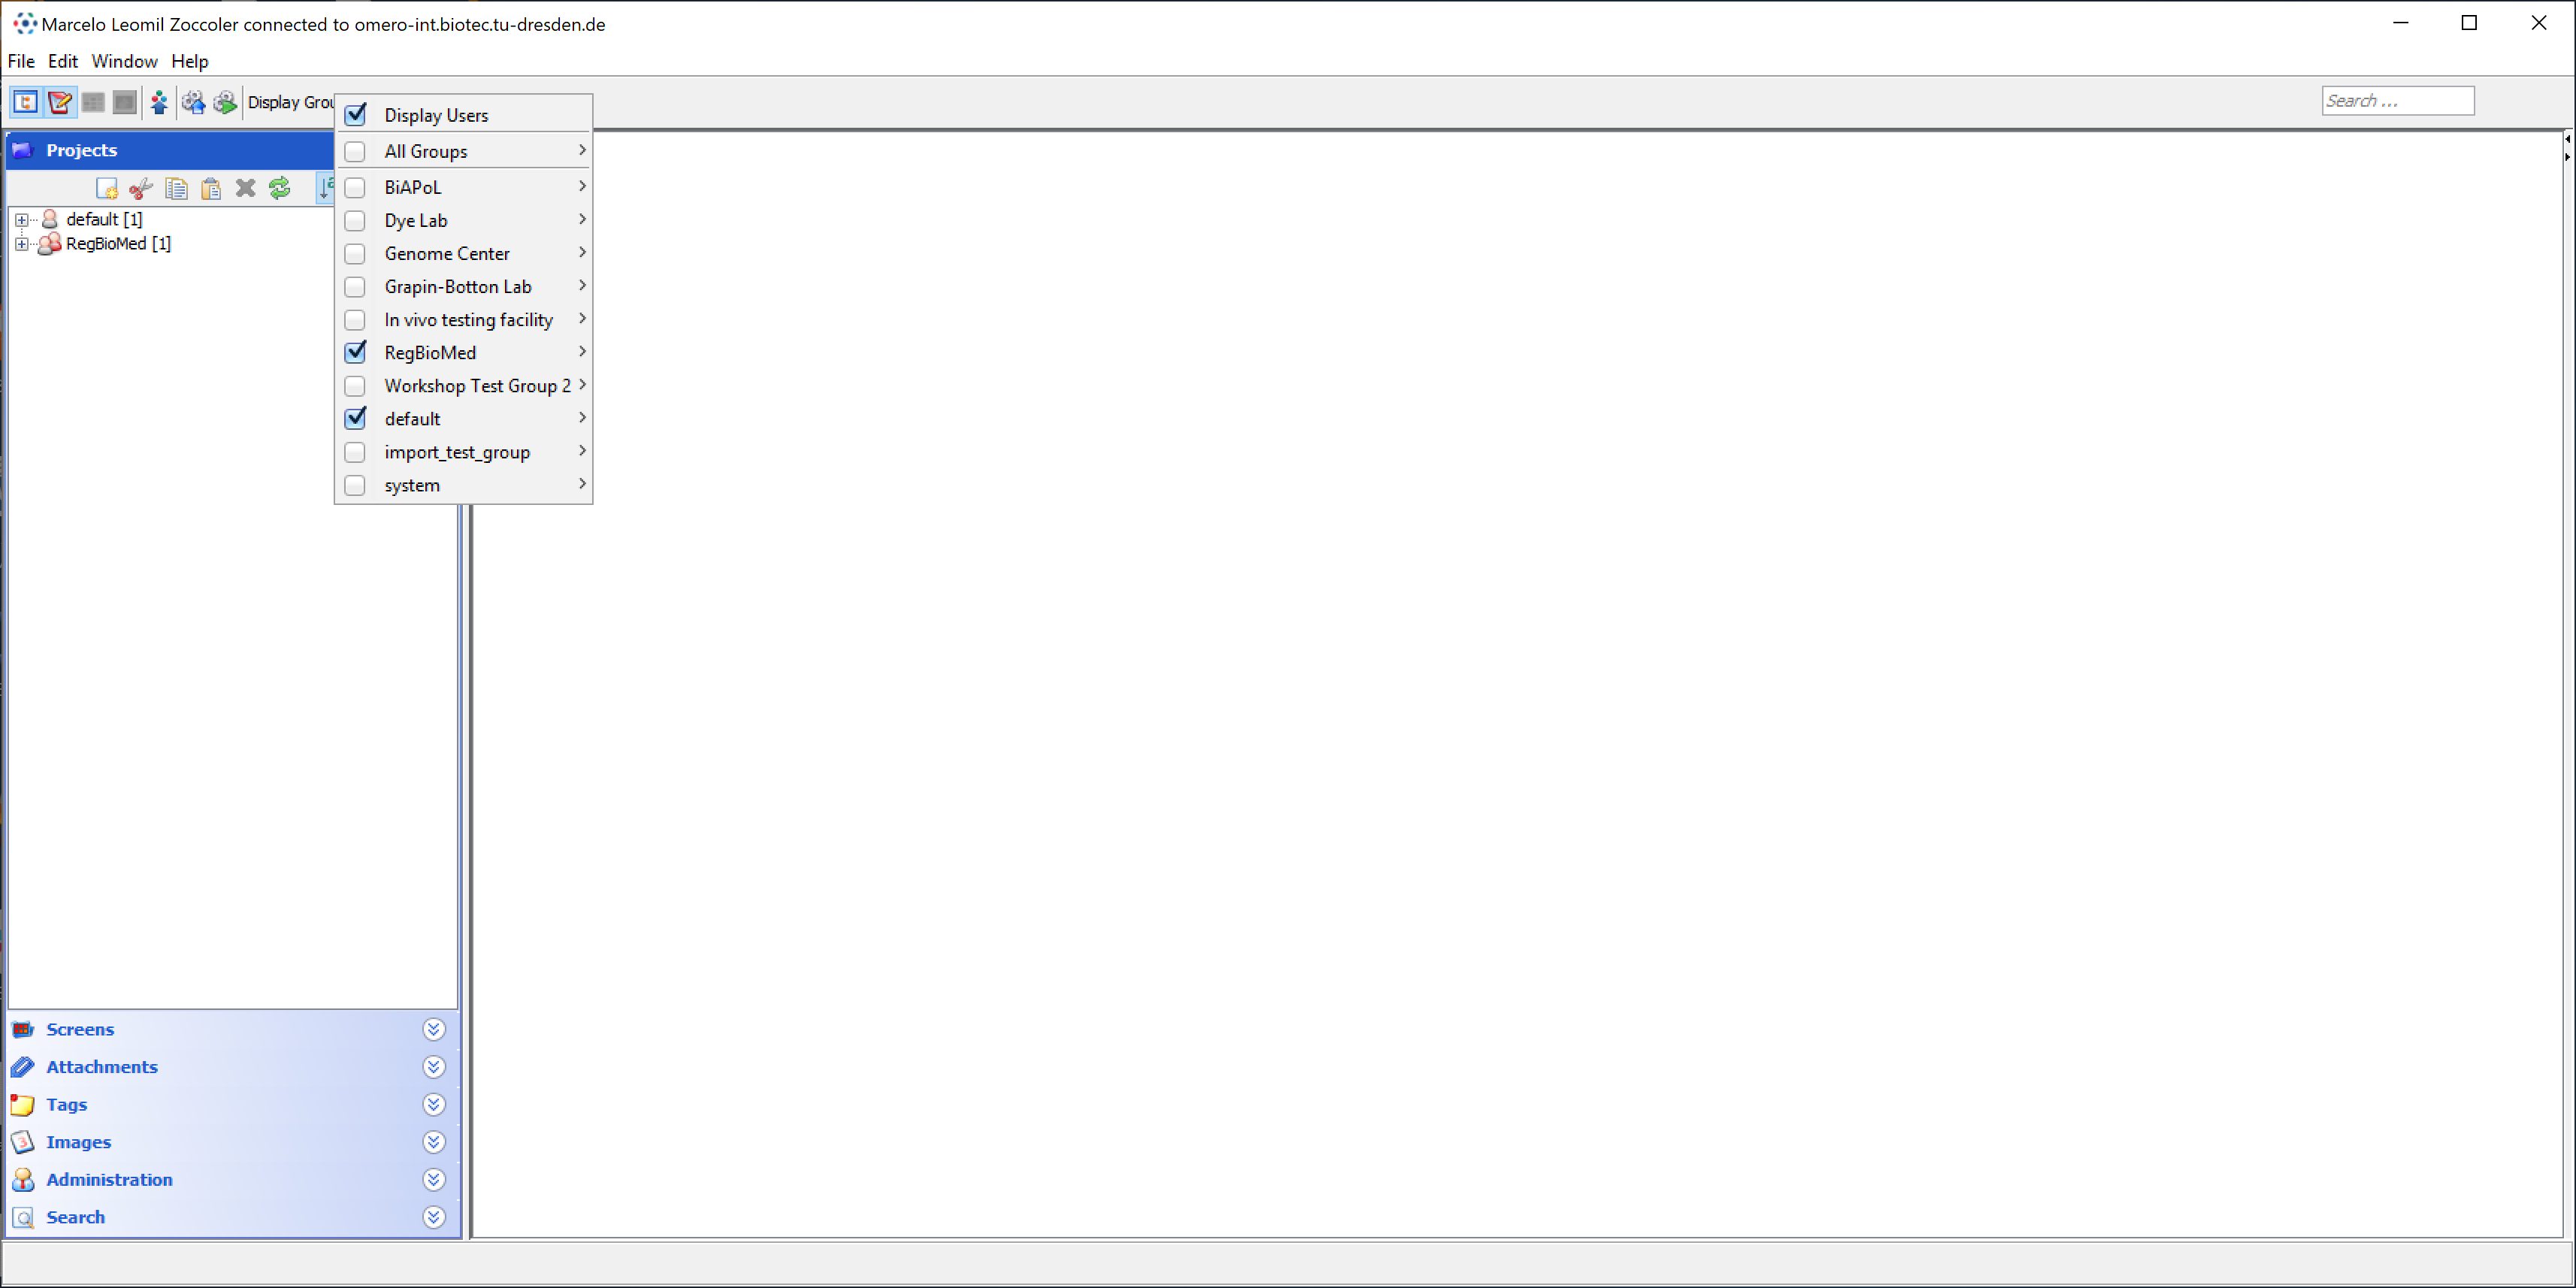 Marcelo Leomil Zoccoler connected to omero-int.biotec.tu-dresden.de
File Edit Window Help
Display Grou
Search ...
Display Users
All Groups
BiAPoL
Dye Lab
Genome Center
Grapin-Botton Lab
In vivo testing facility
RegBioMed
Workshop Test Group 2
default
import_test_group
system
Projects
default [1]
RegBioMed [1]
Screens
Attachments
Tags
Images
Administration
Search